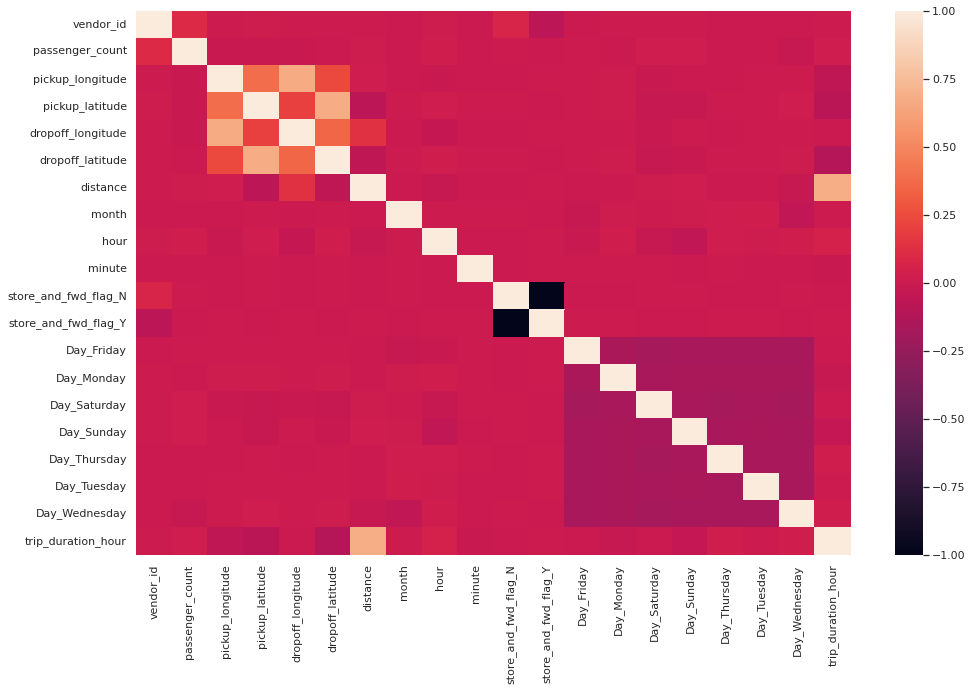 vendor_id
passenger_count
pickup_longitude
pickup_latitude
dropoff_longitude
dropoff_latitude
distance
month
hour
minute
store_and_fwd_flag_N
store_and_fwd_flag_Y
Day_Friday
Day_Monday
Day_Saturday
Day_Sunday
Day_Thursday
Day_Tuesday
Day_Wednesday
trip_duration_hour
vendor_id
passenger_count
pickup_longitude
pickup_latitude
dropoff_longitude
dropoff_latitude
distance
month
hour
minute
store_and_fwd_flag_N
store_and_fwd_flag_Y
Day_Friday
Day_Monday
Day_Saturday
Day_Sunday
Day_Thursday
Day_Tuesday
Day_Wednesday
trip_duration_hour
1.00
0.75
0.50
0.25
0.00
−0.25
−0.50
−0.75
−1.00